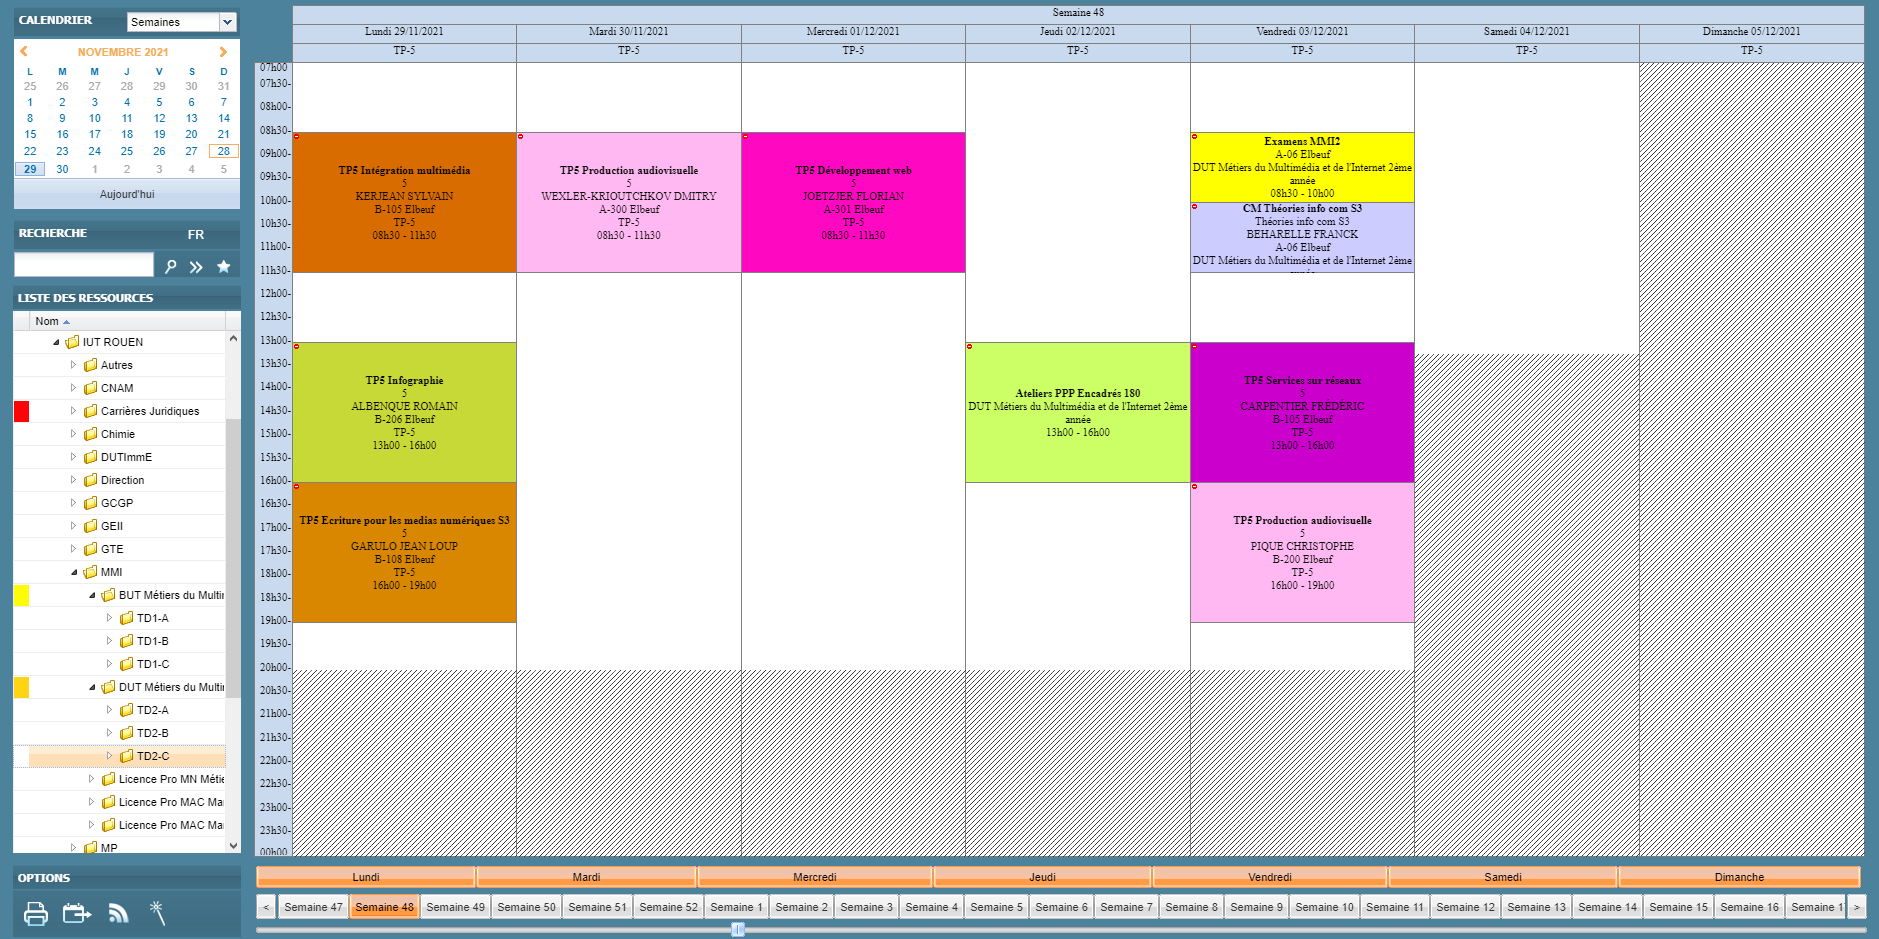 CALENDRIER
Semaines
NOVEMBRE 2021
L M M J V S D
25 26 27 28 29 30 31
1 2 3 4 5 6 7
8 9 10 11 12 13 14
15 16 17 18 19 20 21
22 23 24 25 26 27 28
29 30 1 2 3 4 5
Aujourd'hui
RECHERCHE FR
LISTE DES RESSOURCES
Nom
IUT ROUEN
Autres
CNAM
Carrières Juridiques
Chimie
DUTImmE
Direction
GCGP
GEII
GTE
MMI
BUT Métiers du Multi
TD1-A
TD1-B
TD1-C
DUT Métiers du Multi
TD2-A
TD2-B
TD2-C
Licence Pro MN Métie
Licence Pro MAC Ma
Licence Pro MAC Ma
MP
OPTIONS
Semaine 48
Lundi 29/11/2021 Mardi 30/11/2021 Mercredi 01/12/2021 Jeudi 02/12/2021 Vendredi 03/12/2021 Samedi 04/12/2021 Dimanche 05/12/2021
TP-5 TP-5 TP-5 TP-5 TP-5 TP-5 TP-5
07h00
07h30-
08h00-
08h30-
09h00-
09h30-
10h00-
10h30-
11h00-
11h30-
12h00-
12h30-
13h00-
13h30-
14h00-
14h30-
15h00-
15h30-
16h00-
16h30-
17h00-
17h30-
18h00-
18h30-
19h00-
19h30-
20h00-
20h30-
21h00-
21h30-
22h00-
22h30-
23h00-
23h30-
00h00
TP5 Intégration multimédia
5
KERJEAN SYLVAIN
B-105 Elbeuf
TP-5
08h30 - 11h30
TP5 Infographie
5
ALBENQUE ROMAIN
B-206 Elbeuf
TP-5
13h00 - 16h00
TP5 Ecriture pour les medias numériques S3
5
GARULO JEAN LOUP
B-108 Elbeuf
TP-5
16h00 - 19h00
TP5 Production audiovisuelle
5
WEXLER-KRIOUTCHKOV DMITRY
A-300 Elbeuf
TP-5
08h30 - 11h30
TP5 Développement web
5
JOETZJER FLORIAN
A-301 Elbeuf
TP-5
08h30 - 11h30
Ateliers PPP Encadrés 180
DUT Métiers du Multimédia et de l'Internet 2ème
année
13h00 - 16h00
Examens MMI2
A-06 Elbeuf
DUT Métiers du Multimédia et de l'Internet 2ème
année
08h30 - 10h00
CM Théories info com S3
Théories info com S3
BEHARELLE FRANCK
A-06 Elbeuf
DUT Métiers du Multimédia et de l'Internet 2ème
TP5 Services sur réseaux
5
CARPENTIER FRÉDÉRIC
B-105 Elbeuf
TP-5
13h00 - 16h00
TP5 Production audiovisuelle
5
PIQUE CHRISTOPHE
B-200 Elbeuf
TP-5
16h00 - 19h00
Lundi Mardi Mercredi Jeudi Vendredi Samedi Dimanche
< Semaine 47 Semaine 48 Semaine 49 Semaine 50 Semaine 51 Semaine 52 Semaine 1 Semaine 2 Semaine 3 Semaine 4 Semaine 5 Semaine 6 Semaine 7 Semaine 8 Semaine 9 Semaine 10 Semaine 11 Semaine 12 Semaine 13 Semaine 14 Semaine 15 Semaine 16 Semaine 1 >